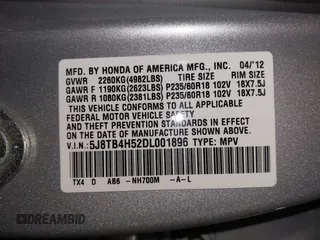 MFD. BY HONDA OF AMERICA MFG., INC. 04/'12
GVWR 2260KG(4982LBS) TIRE SIZE RIM SIZE
GAWR F 1190KG(2623LBS) P235/60R18 102V 18X7.5J
GAWR R 1080KG(2381LBS) P235/60R18 102V 18X7.5J
THIS VEHICLE CONFORMS TO ALL APPLICABLE
FEDERAL MOTOR VEHICLE SAFETY
AND THEFT PREVENTION STANDARDS IN EFFECT
ON THE DATE OF MANUFACTURE SHOWN ABOVE.
V.I.N.: 5J8TB4H52DL001896 TYPE: MPV
TX4 D AB6 -NH700M -A-L
© AUTOBIDMASTER